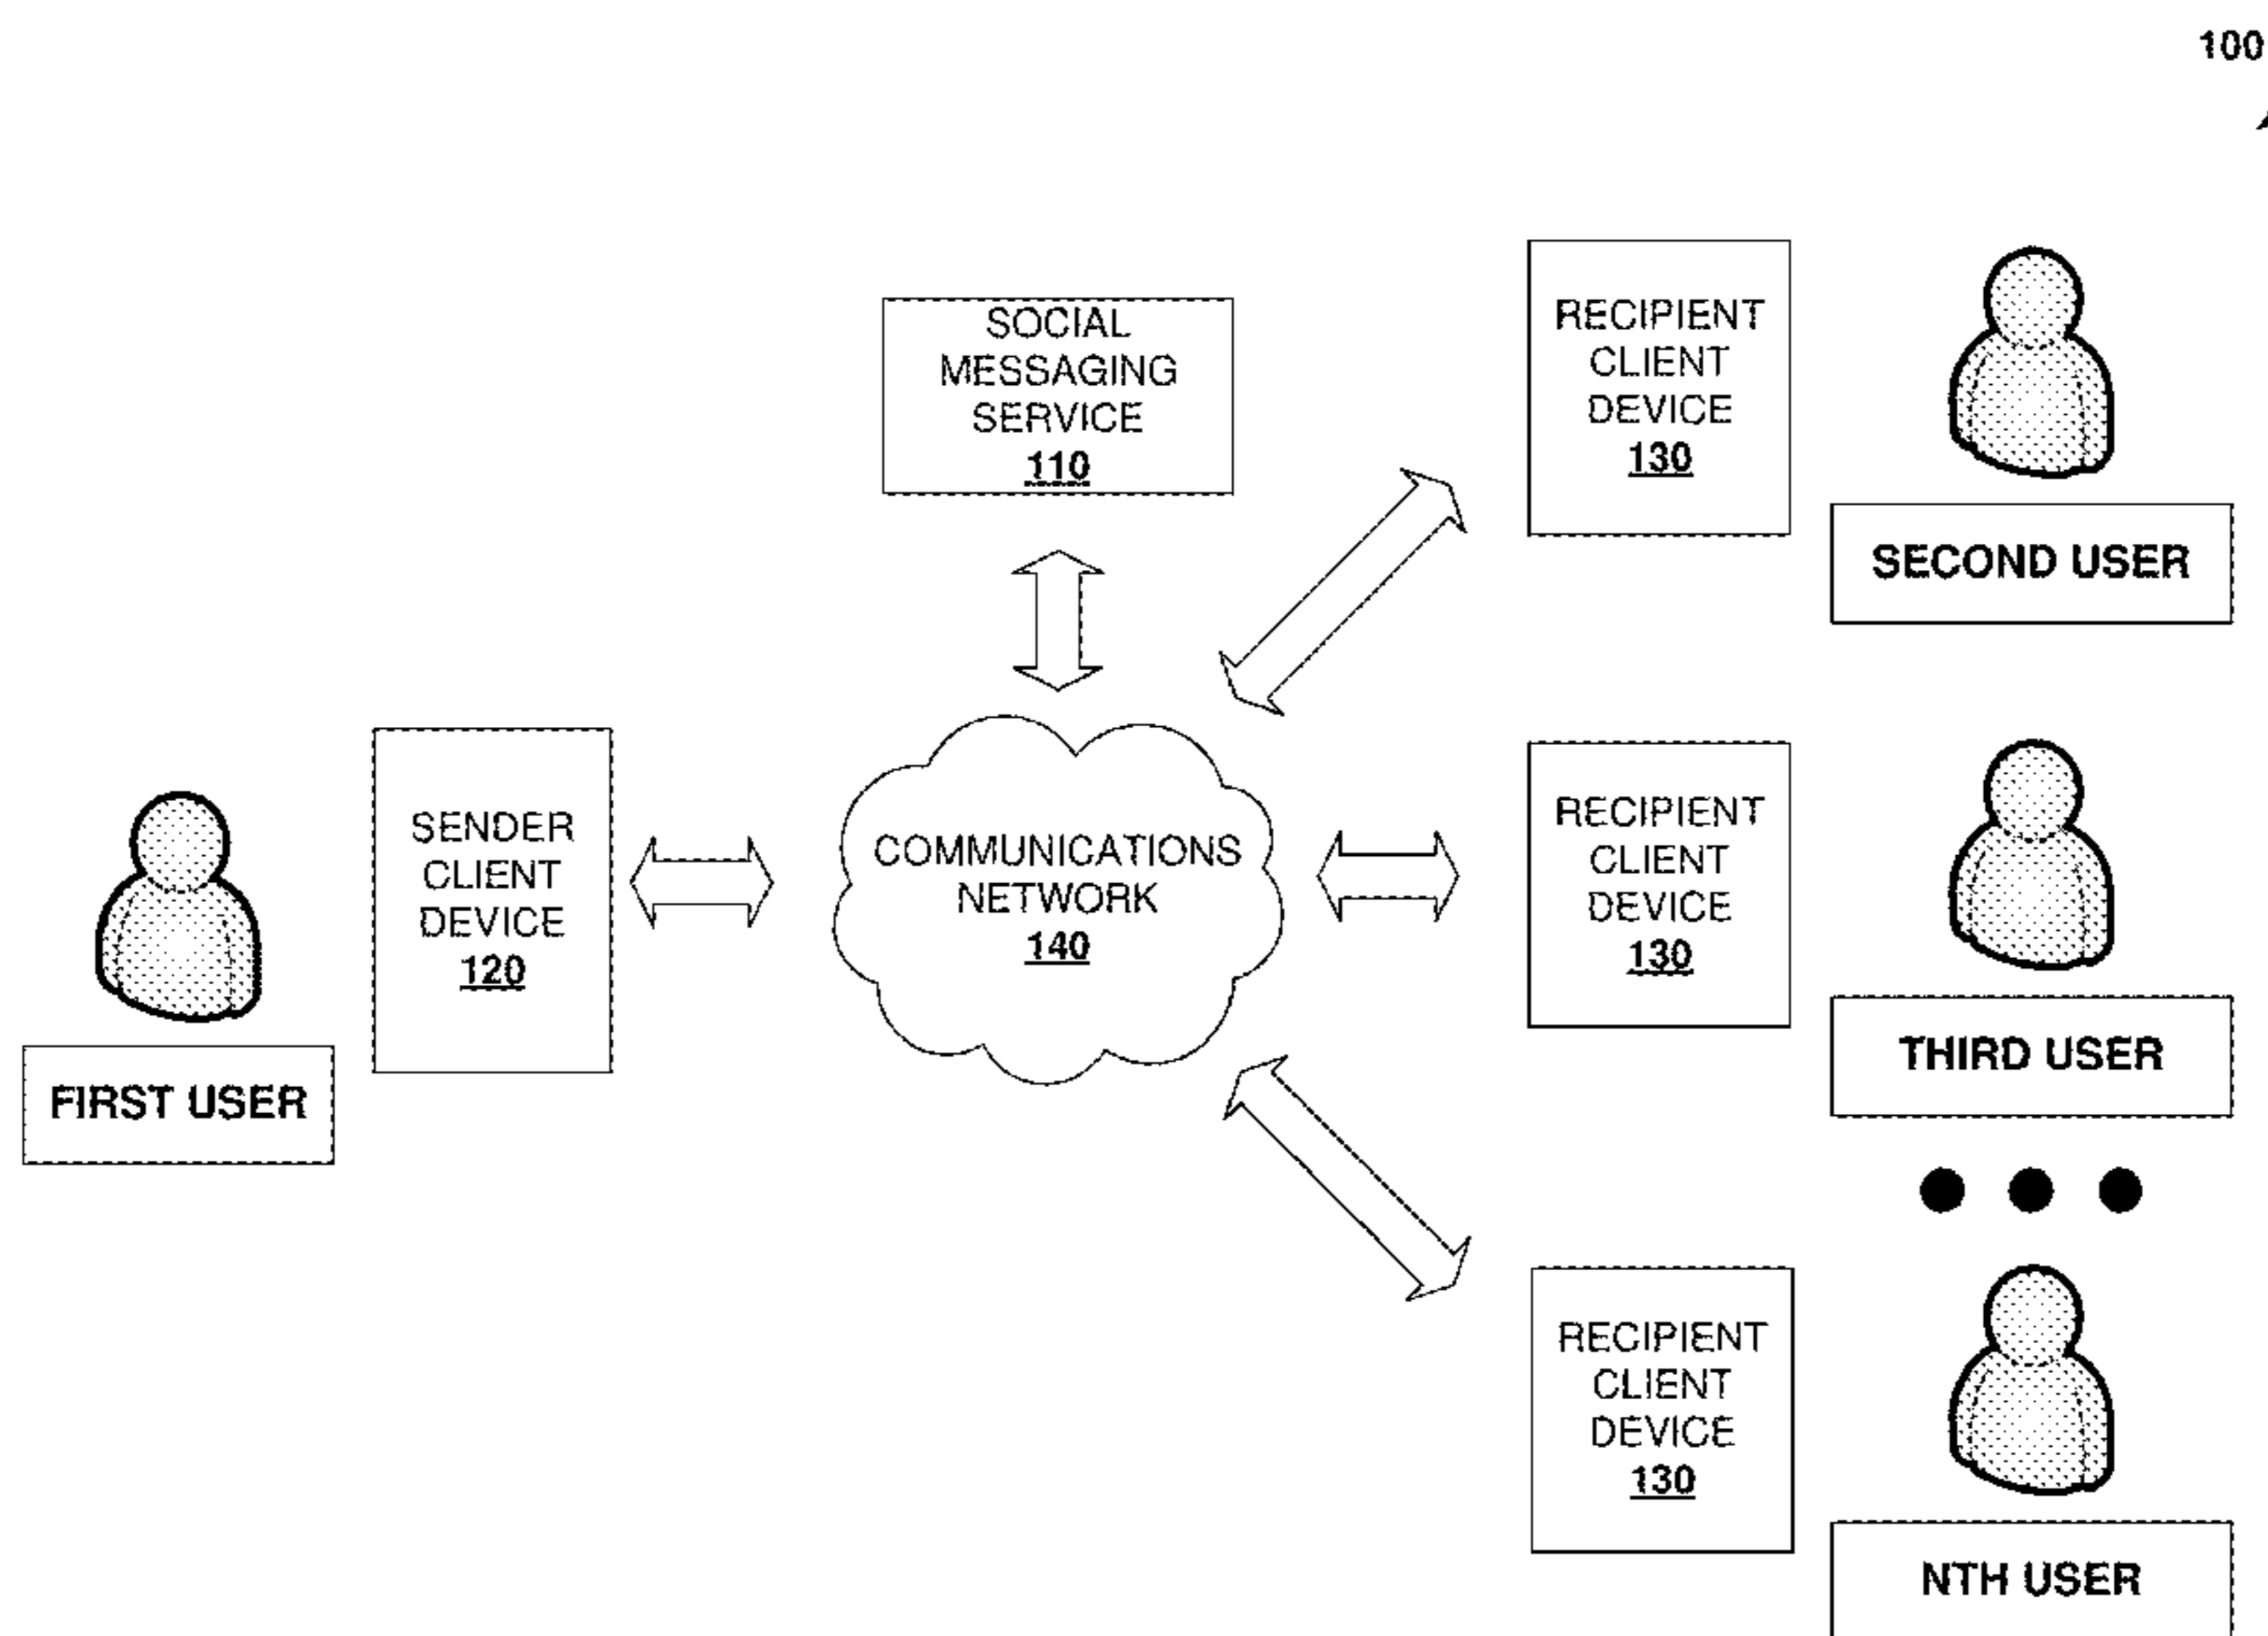 100
SOCIAL
MESSAGING
SERVICE
110
RECIPIENT
CLIENT
DEVICE
130
SECOND USER
SENDER
CLIENT
DEVICE
120
FIRST USER
COMMUNICATIONS
NETWORK
140
RECIPIENT
CLIENT
DEVICE
130
THIRD USER
RECIPIENT
CLIENT
DEVICE
130
NTH USER